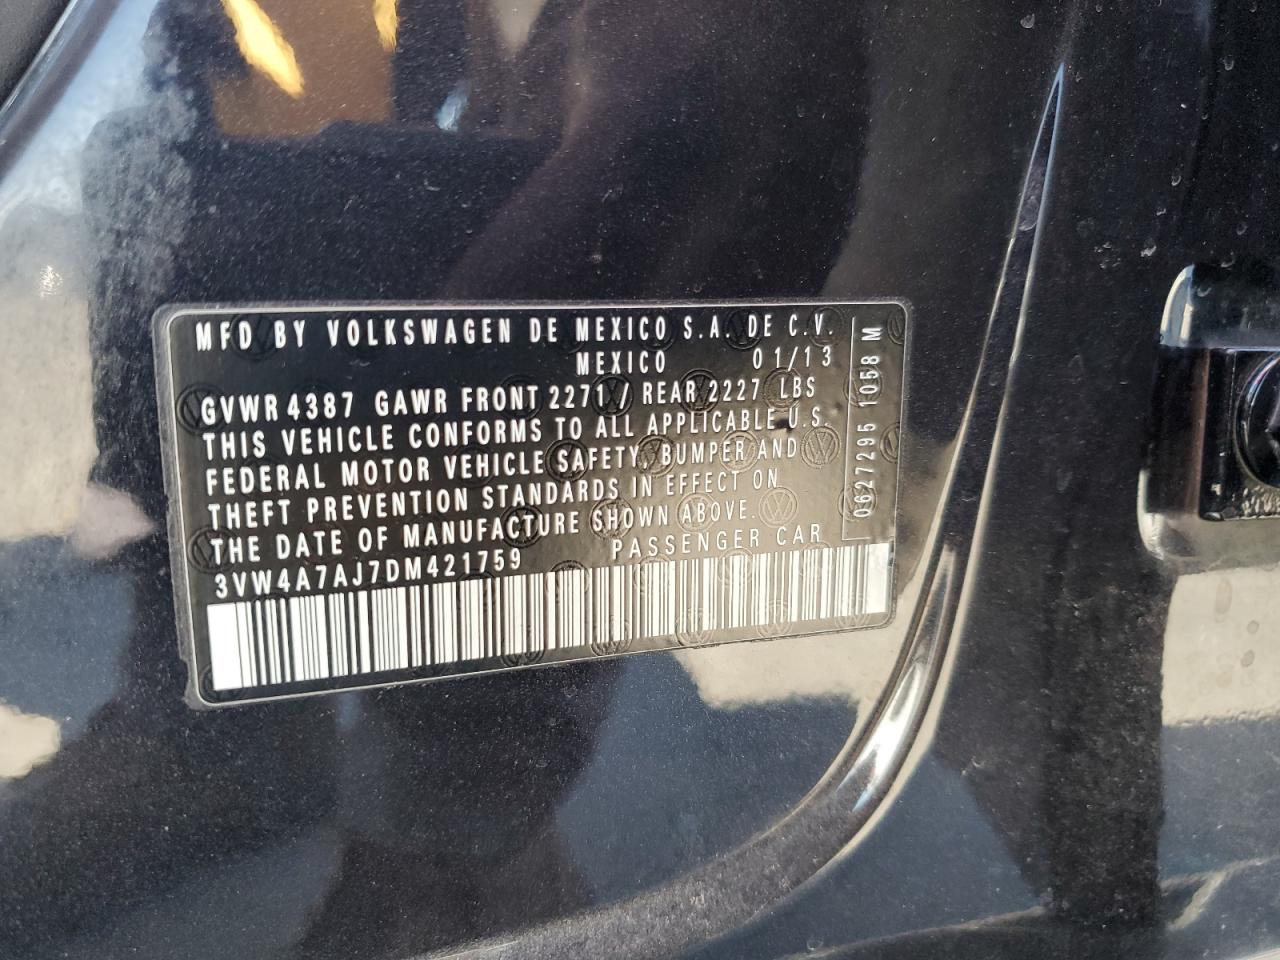 MFD BY VOLKSWAGEN DE MEXICO S.A. DE C.V.
MEXICO 01/13
GVWR 4387 GAWR FRONT 2271 / REAR 2227 LBS
THIS VEHICLE CONFORMS TO ALL APPLICABLE U.S.
FEDERAL MOTOR VEHICLE SAFETY, BUMPER AND
THEFT PREVENTION STANDARDS IN EFFECT ON
THE DATE OF MANUFACTURE SHOWN ABOVE.
3VW4A7AJ7DM421759 PASSENGER CAR
0627295 1058 M